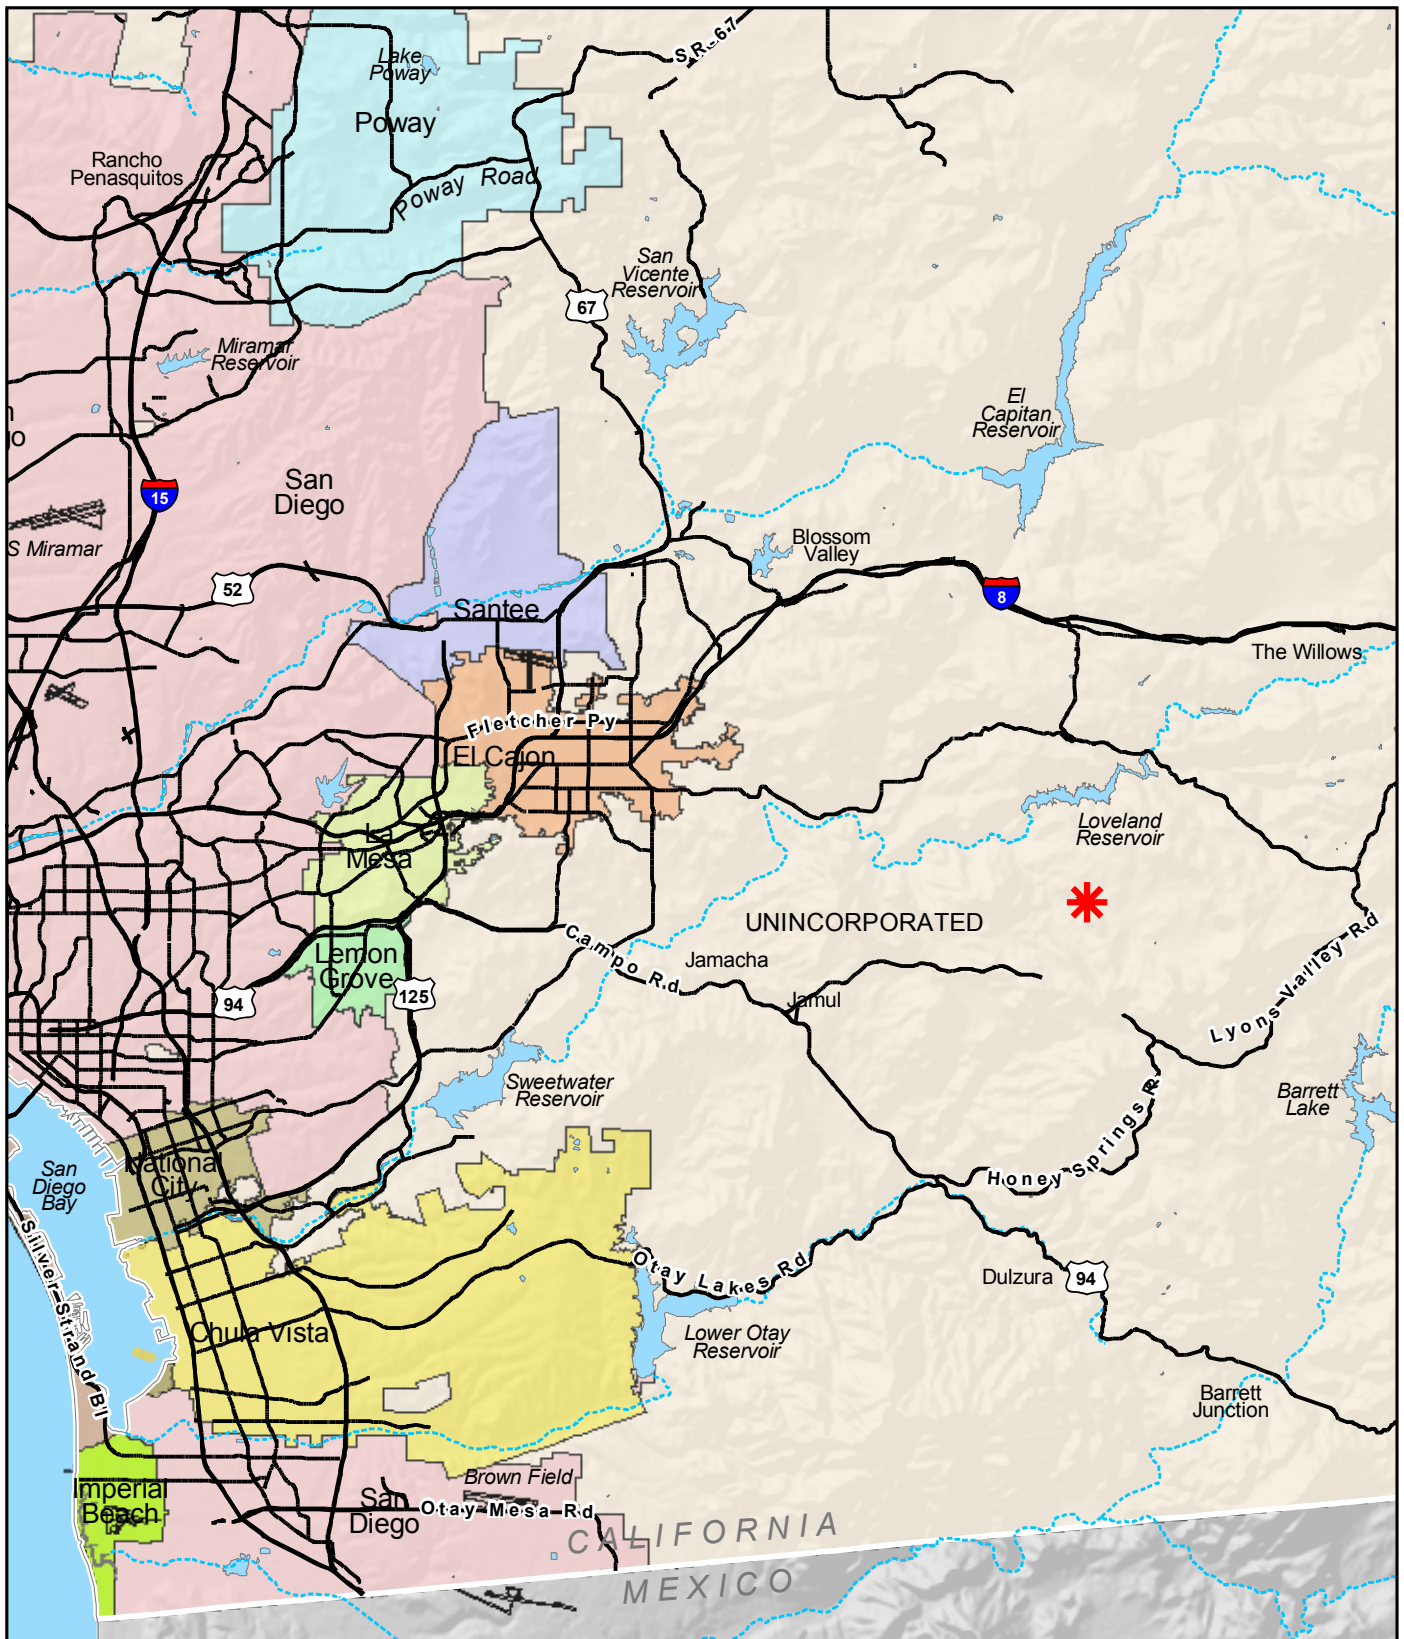 S.R. 67
Lake
Poway
Poway
Rancho
Penasquitos
Poway Road
San
Vicente
Reservoir
67
Miramar
Reservoir
El
Capitan
Reservoir
San
Diego
15
S Miramar
Blossom
Valley
52
8
Santee
The Willows
Fletcher Py
El Cajon
Loveland
Reservoir
La
Mesa
UNINCORPORATED
Campo Rd
Lemon
Grove
Jamacha
Lyons Valley Rd
94
125
Jamul
Sweetwater
Reservoir
Barrett
Lake
Honey Springs R
National
City
San
Diego
Bay
Silver Strand Bl
Otay Lakes Rd
Dulzura
94
Chula Vista
Lower Otay
Reservoir
Barrett
Junction
Brown Field
Imperial
Beach
San
Diego
Otay Mesa Rd
CALIFORNIA
MEXICO